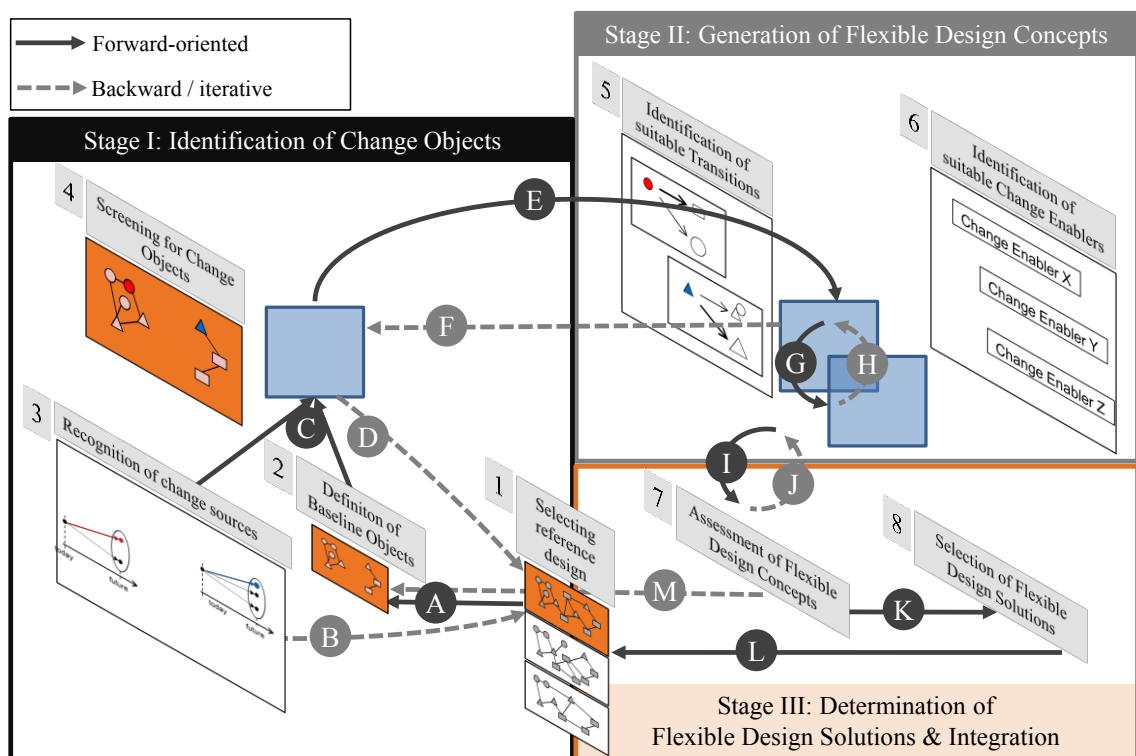 Forward-oriented
Backward / iterative
Stage I: Identification of Change Objects
4
Screening for Change
Objects
3
Recognition of change sources
today
future
today
future
2
Definiton of
Baseline Objects
1
Selecting
reference
design
A
B
C
D
E
F
Stage II: Generation of Flexible Design Concepts
5
Identification of
suitable Transitions
6
Identification of
suitable Change Enablers
Change Enabler X
Change Enabler Y
Change Enabler Z
G
H
I
J
7
Assessment of Flexible
Design Concepts
8
Selection of Flexible
Design Solutions
K
L
M
Stage III: Determination of
Flexible Design Solutions & Integration